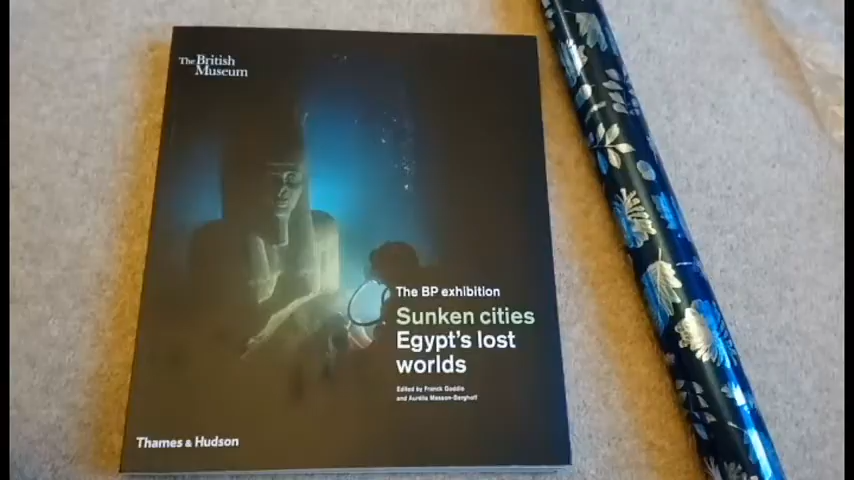 The British
Museum
The BP exhibition
Sunken cities
Egypt's lost
worlds
Edited by Franck Goddio
and Aurélia Masson-Berghoff
Thames & Hudson